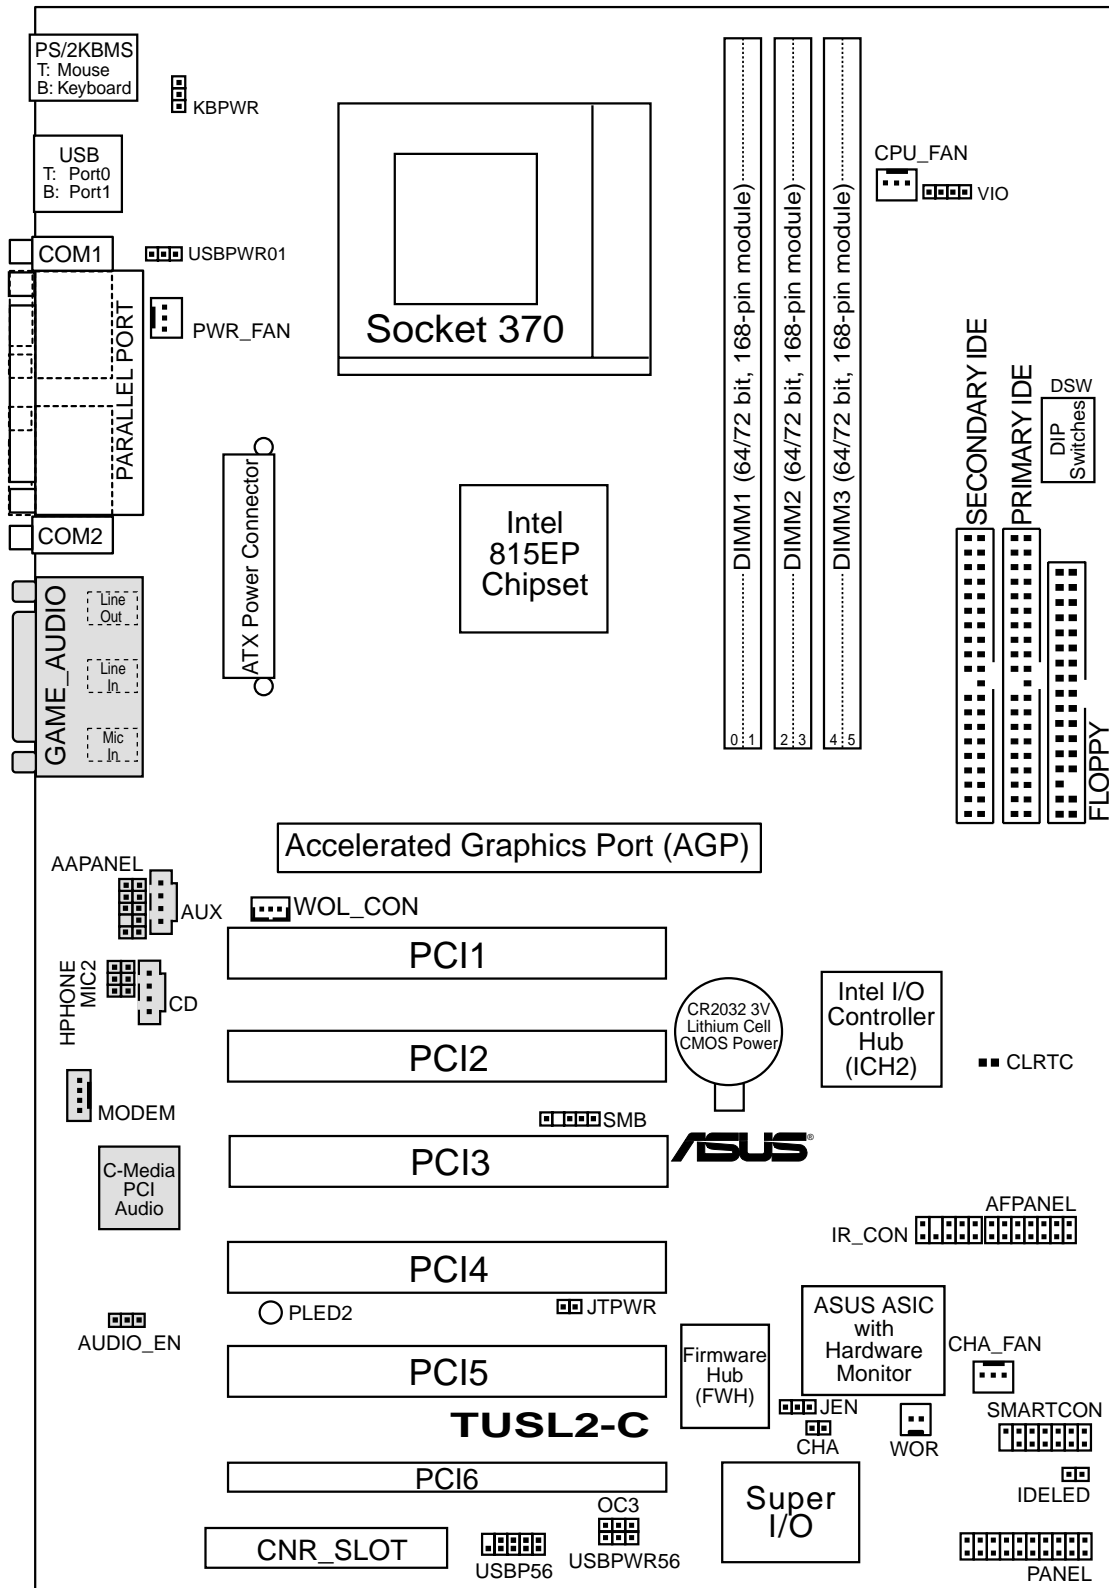 PS/2KBMS
T: Mouse
B: Keyboard
KBPWR
USB
T: Port0
B: Port1
COM1
USBPWR01
PARALLEL PORT
PWR_FAN
COM2
Socket 370
CPU_FAN
VIO
DIMM1 (64/72 bit, 168-pin module)
DIMM2 (64/72 bit, 168-pin module)
DIMM3 (64/72 bit, 168-pin module)
0 1
2 3
4 5
SECONDARY IDE
PRIMARY IDE
DSW
DIP
Switches
FLOPPY
ATX Power Connector
Intel
815EP
Chipset
GAME_AUDIO
Line
Out
Line
In
Mic
In
Accelerated Graphics Port (AGP)
AAPANEL
AUX
WOL_CON
PCI1
HPHONE
MIC2
CD
CR2032 3V
Lithium Cell
CMOS Power
Intel I/O
Controller
Hub
(ICH2)
CLRTC
PCI2
MODEM
SMB
ASUS®
PCI3
C-Media
PCI
Audio
AFPANEL
IR_CON
PCI4
PLED2
JTPWR
AUDIO_EN
ASUS ASIC
with
Hardware
Monitor
CHA_FAN
Firmware
Hub
(FWH)
PCI5
JEN
CHA
WOR
SMARTCON
TUSL2-C
PCI6
IDELED
Super
I/O
OC3
USBPWR56
CNR_SLOT
USBP56
PANEL